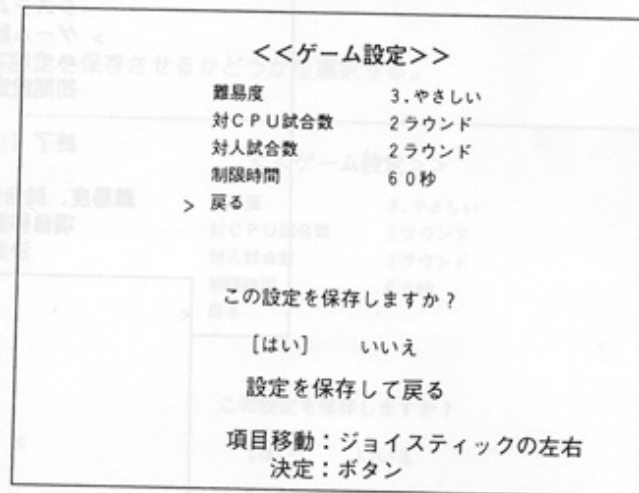 <<ゲーム設定>>
難易度 3.やさしい
対CPU試合数 2ラウンド
対人試合数 2ラウンド
制限時間 60秒
> 戻る
この設定を保存しますか?
[はい] いいえ
設定を保存して戻る
項目移動:ジョイスティックの左右
決定:ボタン